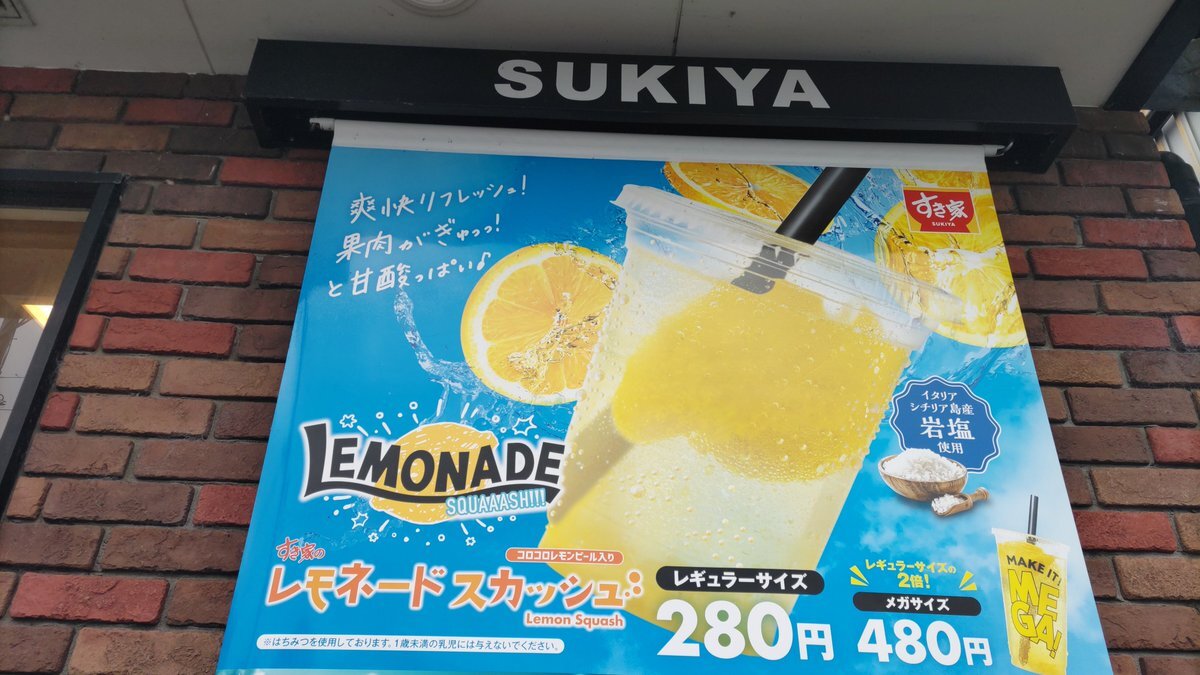 SUKIYA
爽快リフレッシュ!
果肉がぎゅっっ!
と甘酸っぱい♪
すき家
SUKIYA
イタリア
シチリア島産
岩塩
使用
LEMONADE
SQUAAASH!!!
すき家の
コロコロレモンピール入り
レモネードスカッシュ
Lemon Squash
※はちみつを使用しております。1歳未満の乳児には与えないでください。
レギュラーサイズ
280円
レギュラーサイズの
2倍!
メガサイズ
480円
MAKE IT!
MEGA!